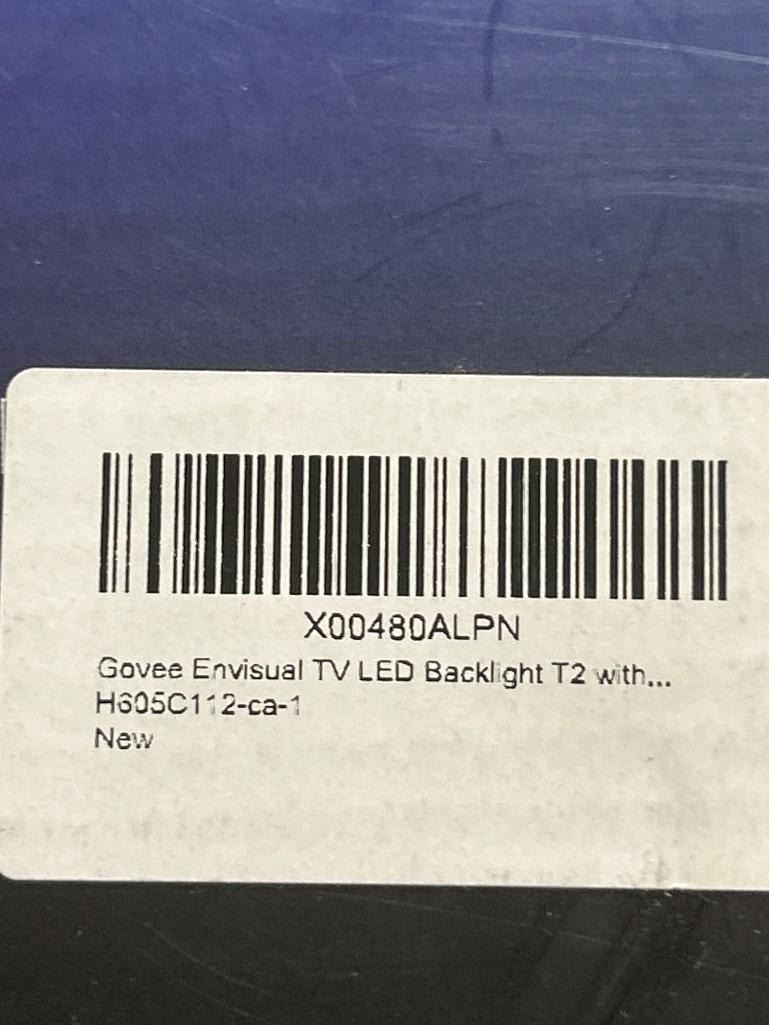 X00480ALPN
Govee Envisual TV LED Backlight T2 with...
H605C112-ca-1
New